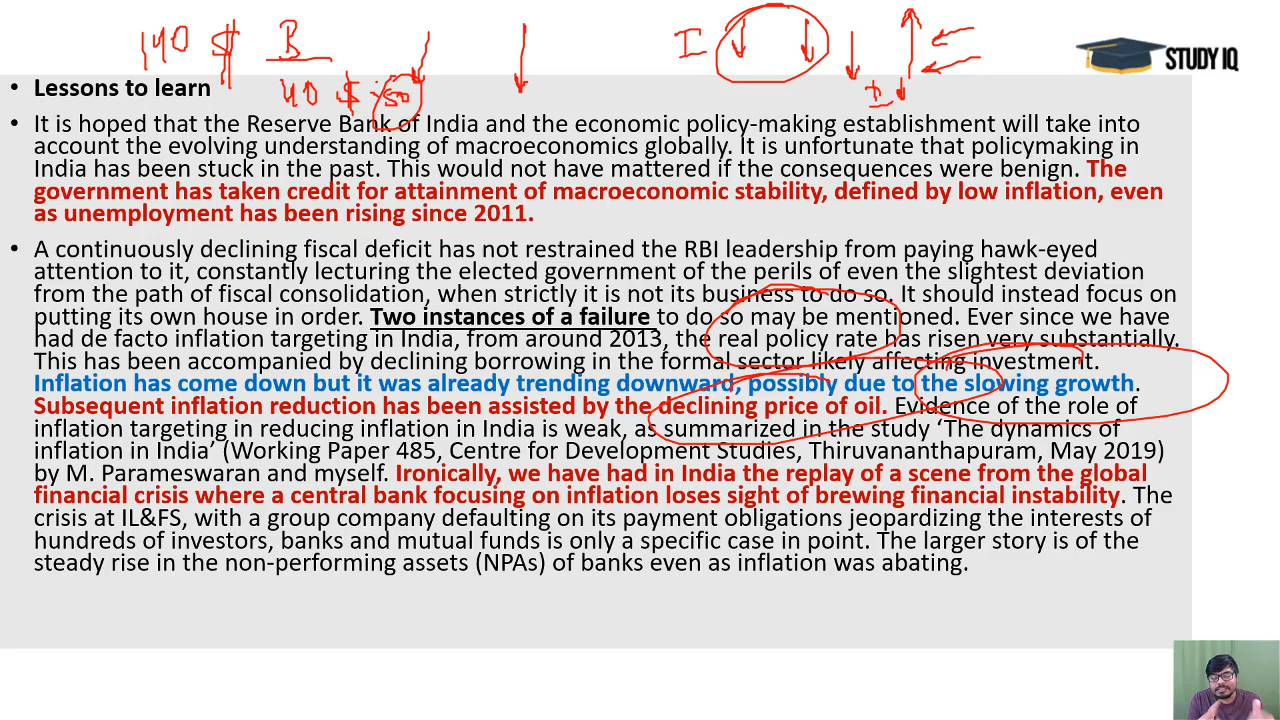 140 $ B
40 $ - 50
I
STUDY IQ
• Lessons to learn
• It is hoped that the Reserve Bank of India and the economic policy-making establishment will take into
account the evolving understanding of macroeconomics globally. It is unfortunate that policymaking in
India has been stuck in the past. This would not have mattered if the consequences were benign. The
government has taken credit for attainment of macroeconomic stability, defined by low inflation, even
as unemployment has been rising since 2011.
• A continuously declining fiscal deficit has not restrained the RBI leadership from paying hawk-eyed
attention to it, constantly lecturing the elected government of the perils of even the slightest deviation
from the path of fiscal consolidation, when strictly it is not its business to do so. It should instead focus on
putting its own house in order. Two instances of a failure to do so may be mentioned. Ever since we have
had de facto inflation targeting in India, from around 2013, the real policy rate has risen very substantially.
This has been accompanied by declining borrowing in the formal sector likely affecting investment.
Inflation has come down but it was already trending downward, possibly due to the slowing growth.
Subsequent inflation reduction has been assisted by the declining price of oil. Evidence of the role of
inflation targeting in reducing inflation in India is weak, as summarized in the study ‘The dynamics of
inflation in India’ (Working Paper 485, Centre for Development Studies, Thiruvananthapuram, May 2019)
by M. Parameswaran and myself. Ironically, we have had in India the replay of a scene from the global
financial crisis where a central bank focusing on inflation loses sight of brewing financial instability. The
crisis at IL&FS, with a group company defaulting on its payment obligations jeopardizing the interests of
hundreds of investors, banks and mutual funds is only a specific case in point. The larger story is of the
steady rise in the non-performing assets (NPAs) of banks even as inflation was abating.